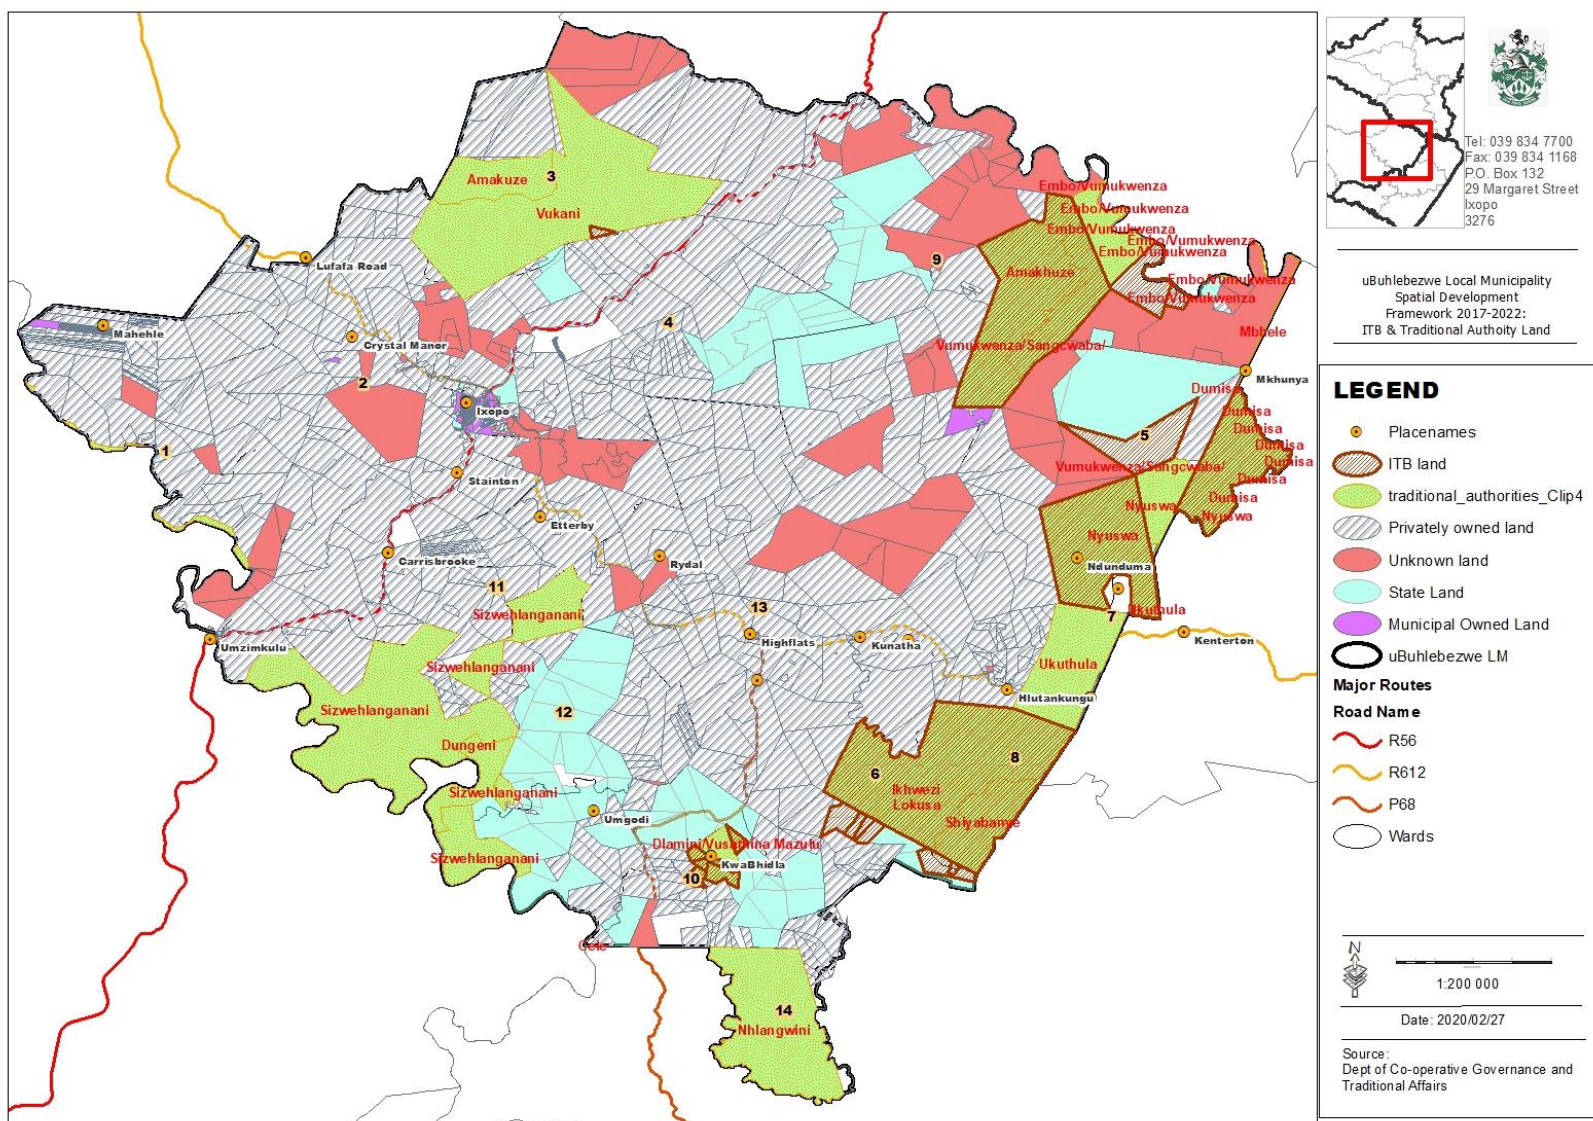 Amakuze
3
Vukani
Lufafa Road
Mahehle
Crystal Manor
2
4
9
Ixopo
1
Stainton
Etterby
Carrisbrooke
Rydal
11
13
Sizwehlanganani
Umzimkulu
Highflats
Kunatha
Kenterton
Sizwehlanganani
Sizwehlanganani
12
Dungeni
Sizwehlanganani
Umgodi
Sizwehlanganani
KwaBhidla
10
Cele
14
Nhlangwini
Embo/Vumukwenza
Embo/Vumukwenza
Embo/Vumukwenza
Embo/Vumukwenza
Embo/Vumukwenza
Amakhuze
Embo/Vumukwenza
Embo/Vumukwenza
Mbhele
Vumukwenza/Sangcwaba/
Mkhunya
Dumisa
Dumisa
Dumisa
5
Dumisa
Dumisa
Vumukwenza/Sangcwaba/
Dumisa
Dumisa
Nyuswa
Nyuswa
Nyuswa
Ndunduma
7
Ukuthula
Hlutankungu
6
8
Ikhwezi
Lokusa
Shiyabanye
Tel: 039 834 7700
Fax: 039 834 1168
P.O. Box 132
29 Margaret Street
Ixopo
3276
uBuhlebezwe Local Municipality
Spatial Development
Framework 2017-2022:
ITB & Traditional Authoity Land
LEGEND
Placenames
ITB land
traditional_authorities_Clip4
Privately owned land
Unknown land
State Land
Municipal Owned Land
uBuhlebezwe LM
Major Routes
Road Name
R56
R612
P68
Wards
N
1:200 000
Date: 2020/02/27
Source:
Dept of Co-operative Governance and
Traditional Affairs